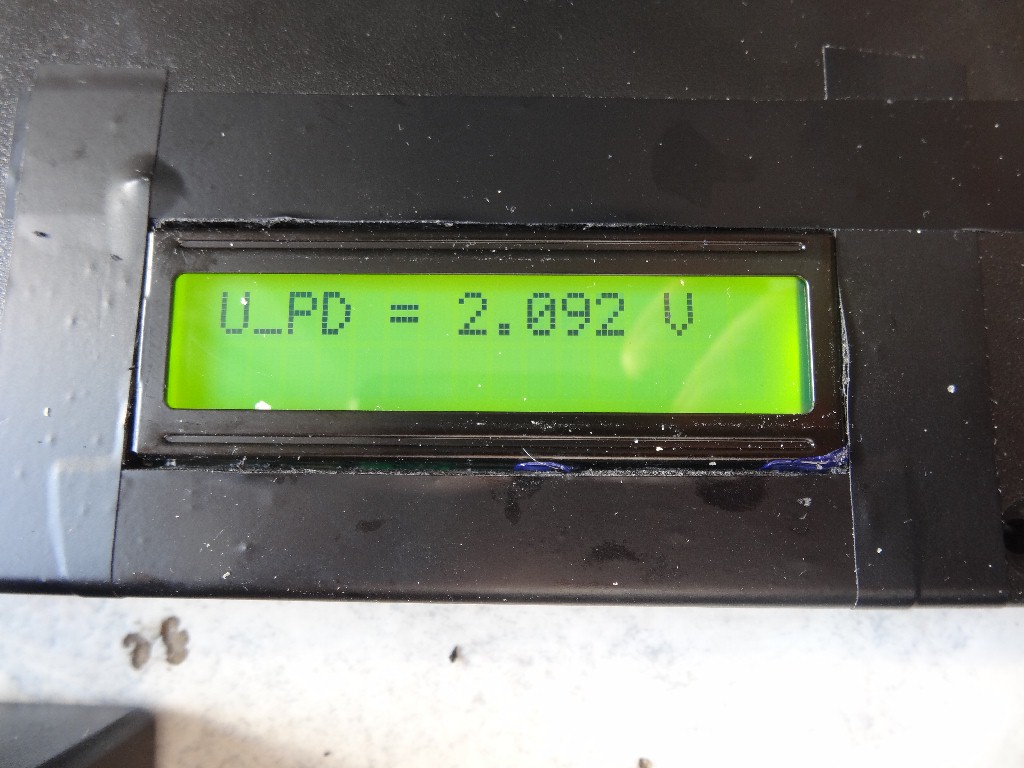 U_PD = 2.092 V